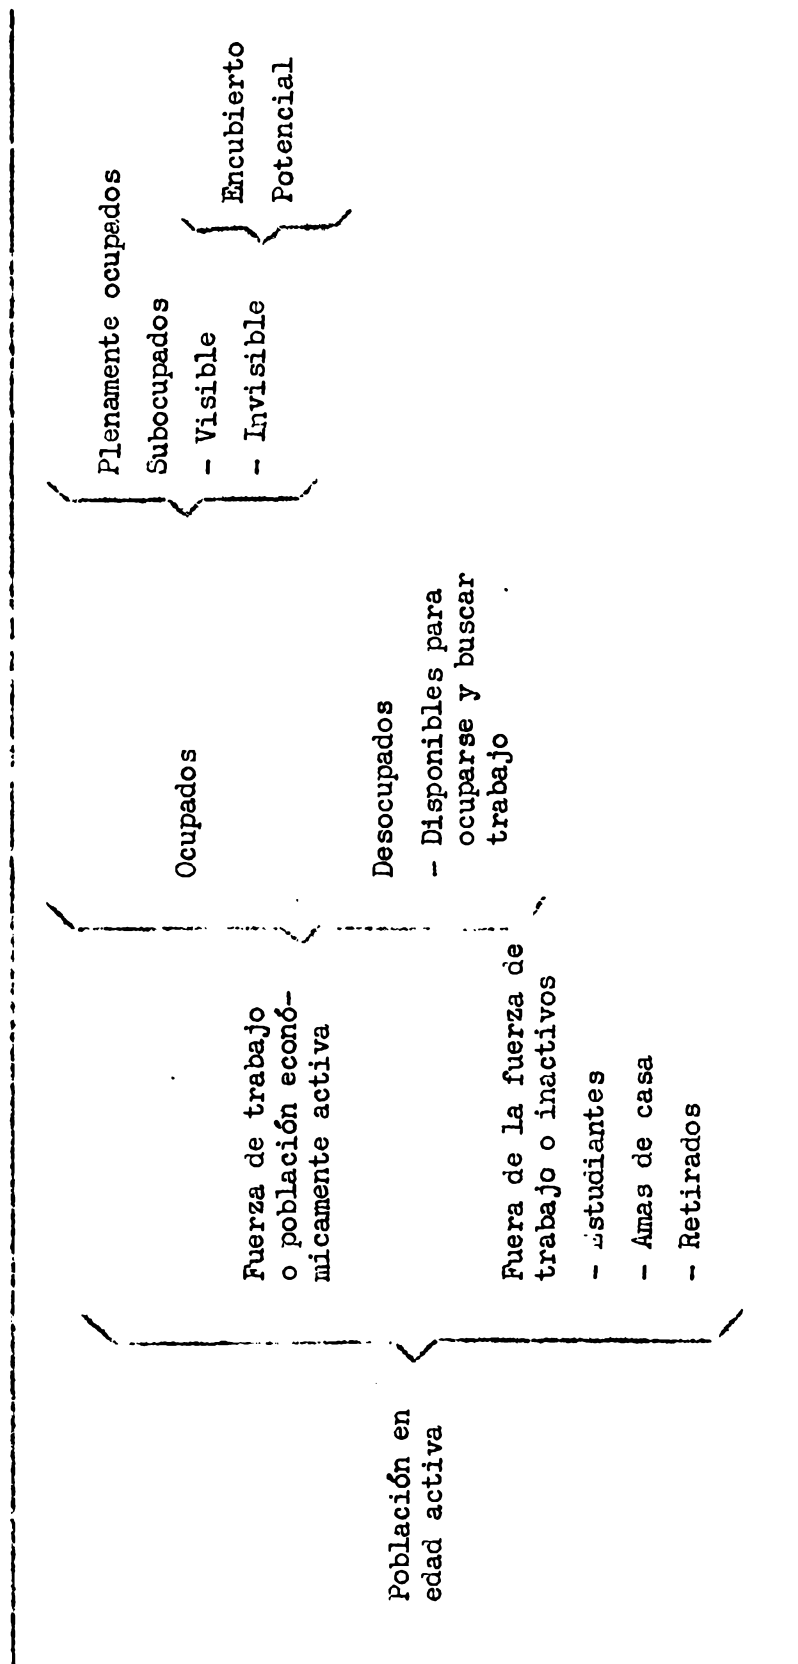 Población en
edad activa
Fuerza de trabajo
o población econó-
micamente activa
Fuera de la fuerza de
trabajo o inactivos
- Estudiantes
- Amas de casa
- Retirados
Ocupados
Desocupados
- Disponibles para
ocuparse y buscar
trabajo
Plenamente ocupados
Subocupados
- Visible
- Invisible
Encubierto
Potencial